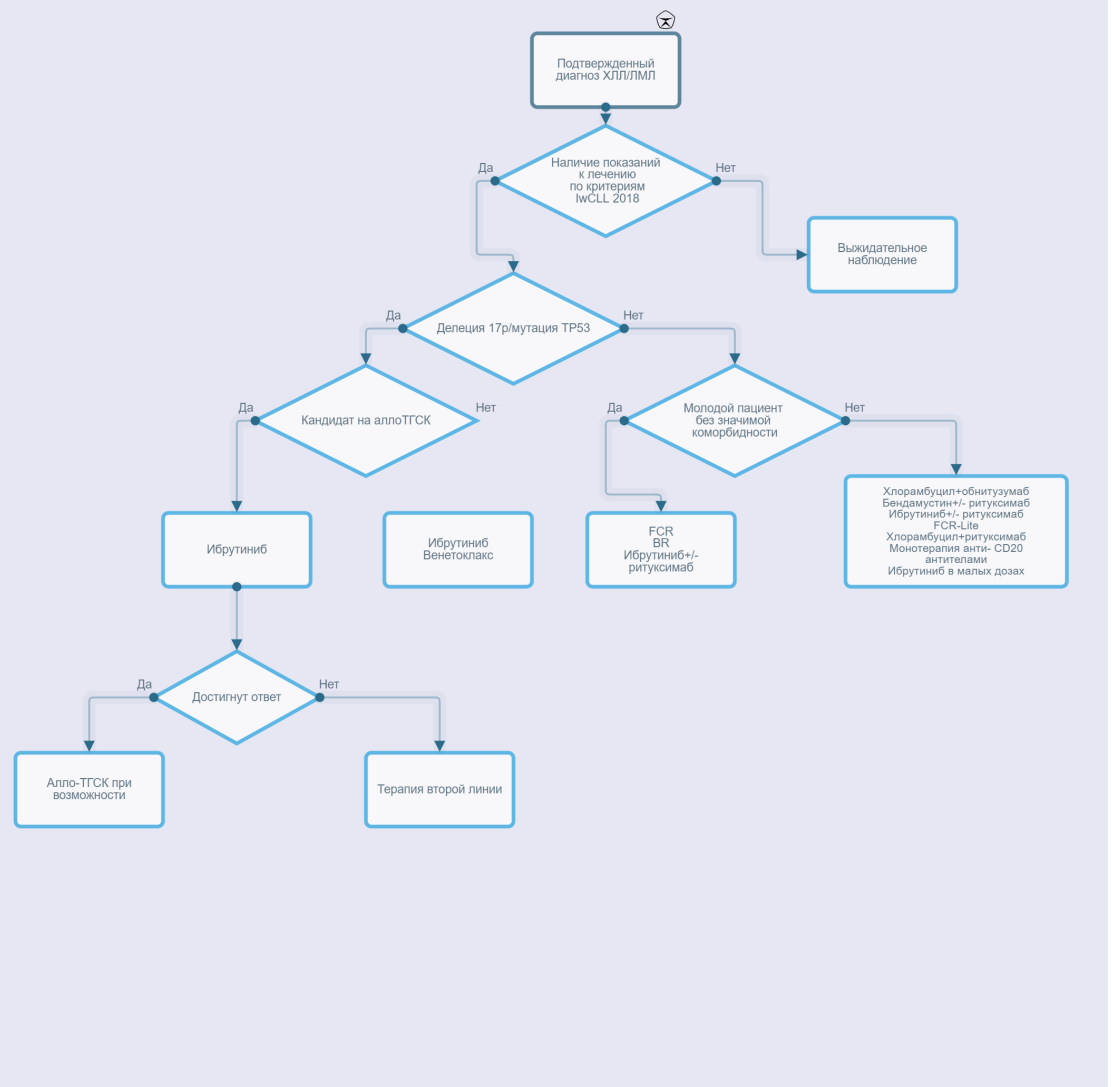 Подтвержденный
диагноз ХЛЛ/ЛМЛ
Да
Наличие показаний
к лечению
по критериям
IwCLL 2018
Нет
Выжидательное
наблюдение
Да
Делеция 17p/мутация TP53
Нет
Да
Кандидат на аллоТГСК
Нет
Да
Молодой пациент
без значимой
коморбидности
Нет
Ибрутиниб
Ибрутиниб
Венетоклакс
FCR
BR
Ибрутиниб+/-
ритуксимаб
Хлорамбуцил+обнитузумаб
Бендамустин+/- ритуксимаб
Ибрутиниб+/- ритуксимаб
FCR-Lite
Хлорамбуцил+ритуксимаб
Монотерапия анти- CD20
антителами
Ибрутиниб в малых дозах
Да
Достигнут ответ
Нет
Алло-ТГСК при
возможности
Терапия второй линии